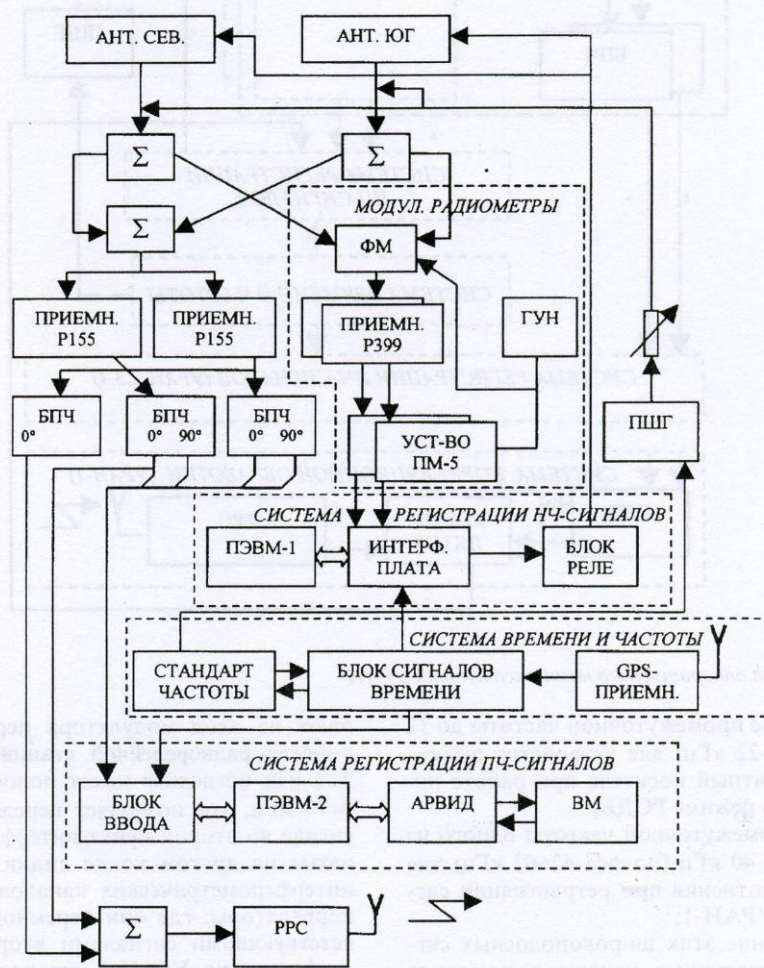 АНТ. СЕВ.
АНТ. ЮГ
Σ
Σ
Σ
МОДУЛ. РАДИОМЕТРЫ
ФМ
ПРИЕМН.
Р155
ПРИЕМН.
Р155
ПРИЕМН.
Р399
ГУН
БПЧ
0°
БПЧ
0° 90°
БПЧ
0° 90°
УСТ-ВО
ПМ-5
ПШГ
СИСТЕМА РЕГИСТРАЦИИ НЧ-СИГНАЛОВ
ПЭВМ-1
ИНТЕРФ.
ПЛАТА
БЛОК
РЕЛЕ
СИСТЕМА ВРЕМЕНИ И ЧАСТОТЫ
СТАНДАРТ
ЧАСТОТЫ
БЛОК СИГНАЛОВ
ВРЕМЕНИ
GPS-
ПРИЕМН.
СИСТЕМА РЕГИСТРАЦИИ ПЧ-СИГНАЛОВ
БЛОК
ВВОДА
ПЭВМ-2
АРВИД
ВМ
Σ
РРС